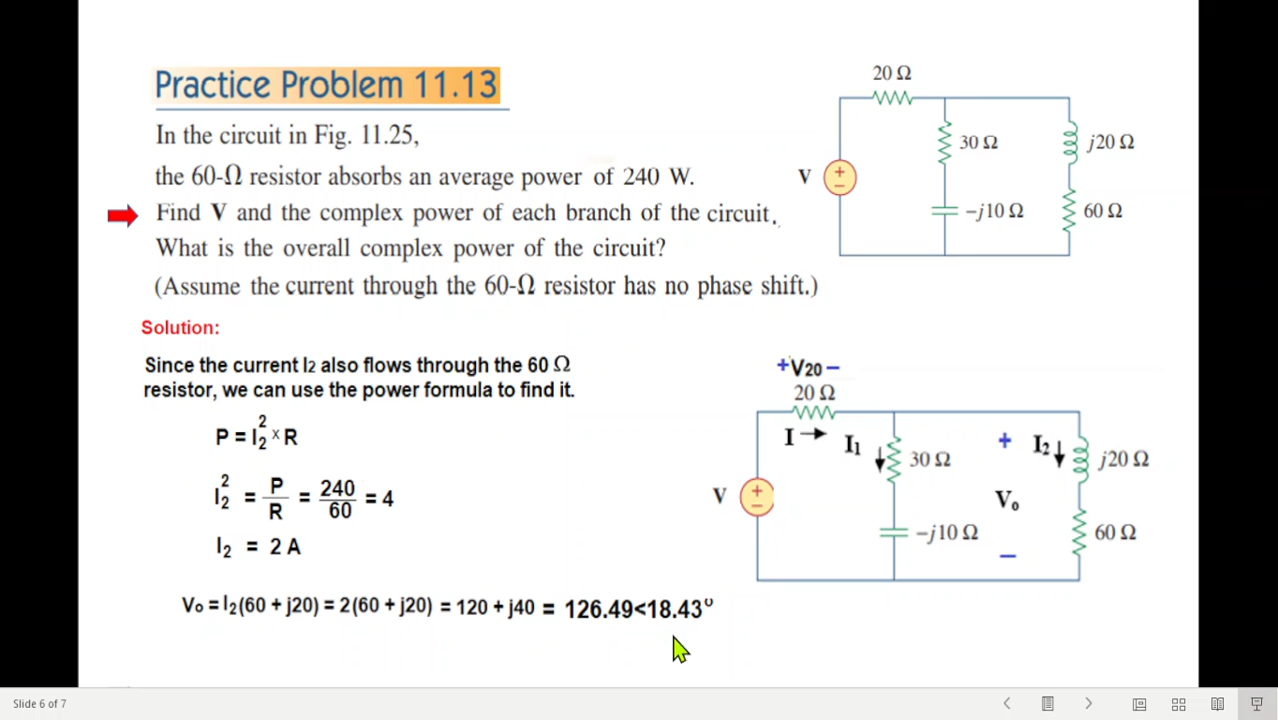 Practice Problem 11.13
In the circuit in Fig. 11.25,
the 60-Ω resistor absorbs an average power of 240 W.
Find V and the complex power of each branch of the circuit.
What is the overall complex power of the circuit?
(Assume the current through the 60-Ω resistor has no phase shift.)
20 Ω
30 Ω
j20 Ω
V
+
−
−j10 Ω
60 Ω
Solution:
Since the current I2 also flows through the 60 Ω
resistor, we can use the power formula to find it.
P = I₂² x R
I₂² = P/R = 240/60 = 4
I₂ = 2 A
Vo = I₂(60 + j20) = 2(60 + j20) = 120 + j40 = 126.49<18.43°
+V20−
20 Ω
I → I₁
30 Ω
+ I₂
j20 Ω
V
+
−
Vₒ
−j10 Ω
60 Ω
−
Slide 6 of 7